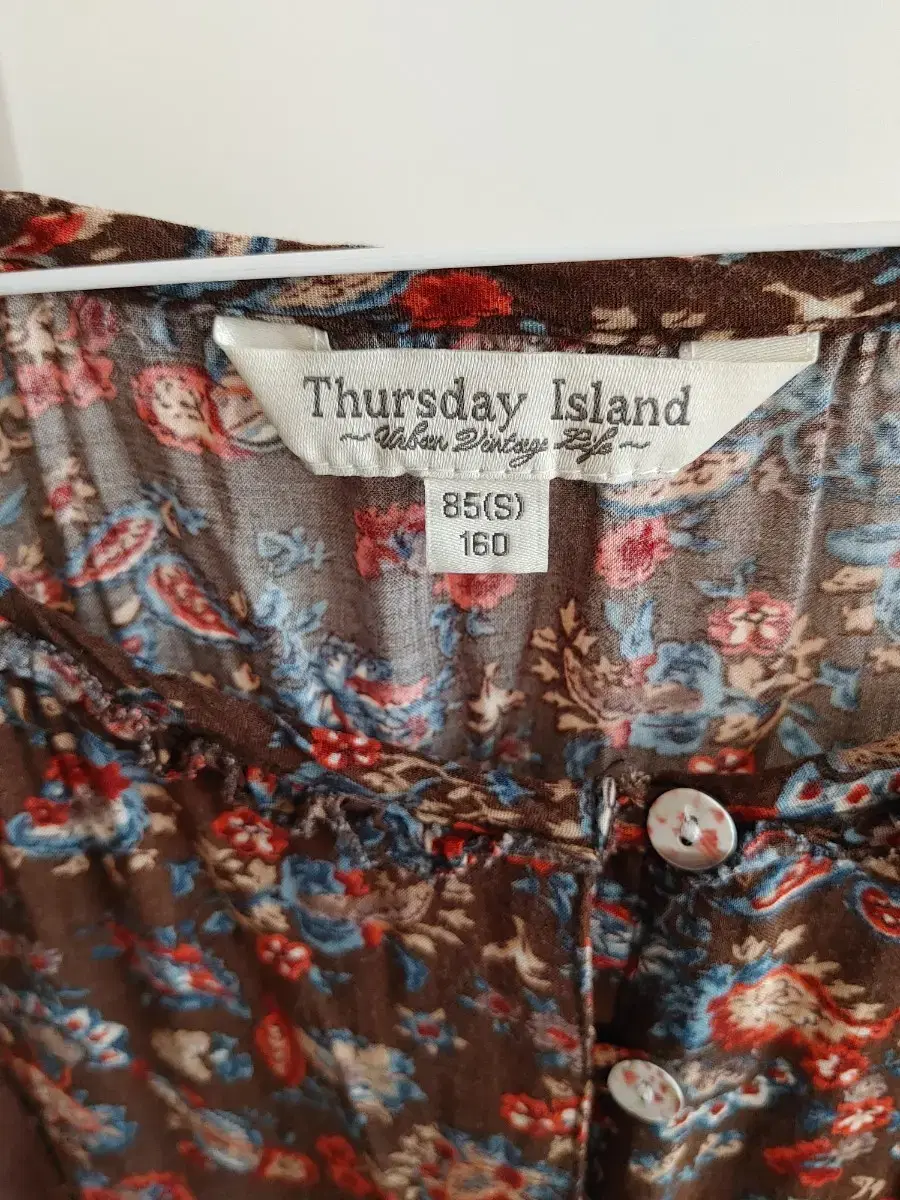 Thursday Island
~ Urban Vintage Life ~
85(S)
160